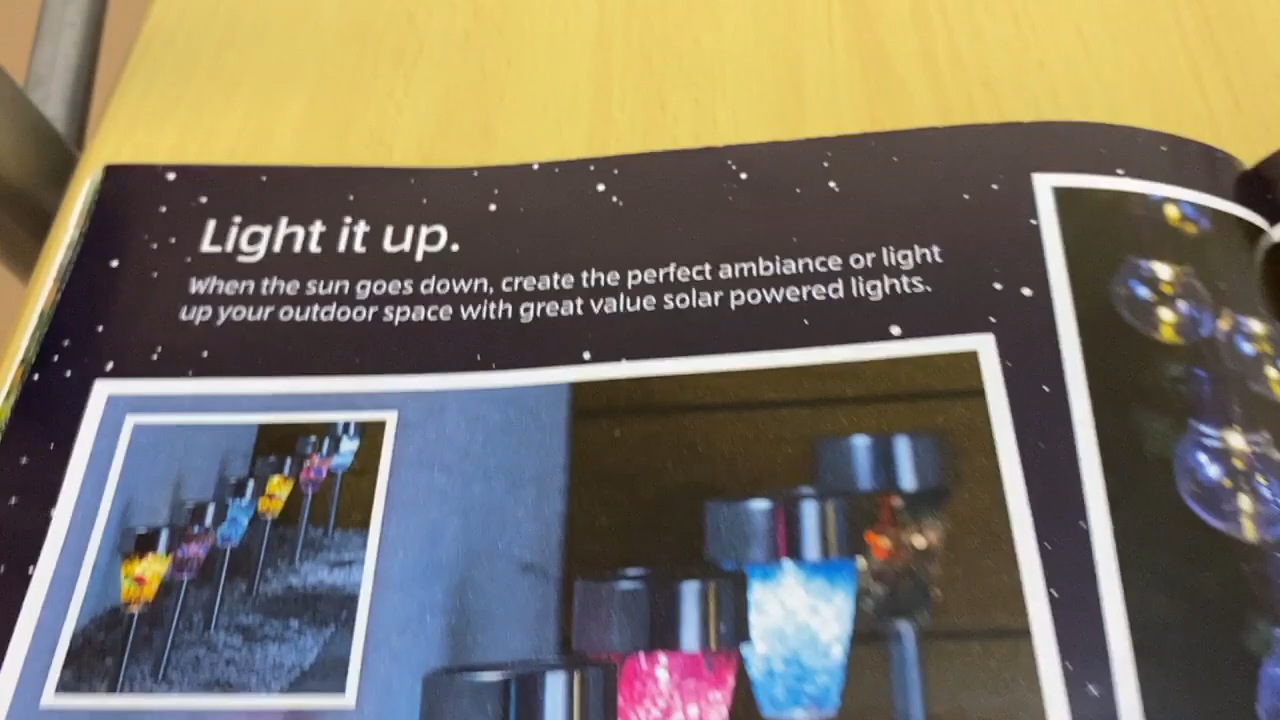 Light it up.
When the sun goes down, create the perfect ambiance or light
up your outdoor space with great value solar powered lights.